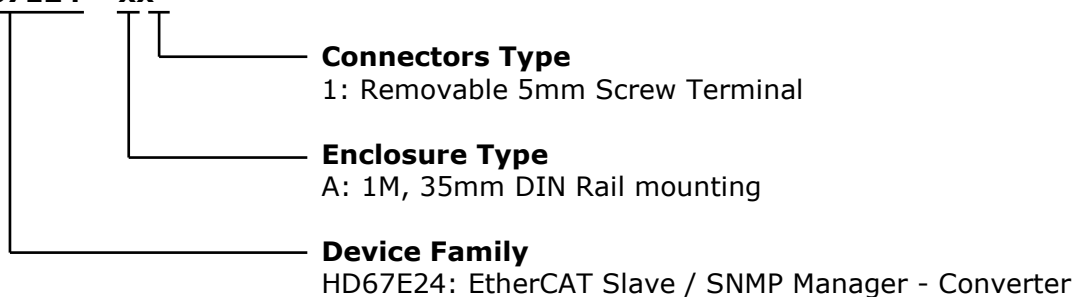 Connectors Type
1: Removable 5mm Screw Terminal
Enclosure Type
A: 1M, 35mm DIN Rail mounting
Device Family
HD67E24: EtherCAT Slave / SNMP Manager - Converter